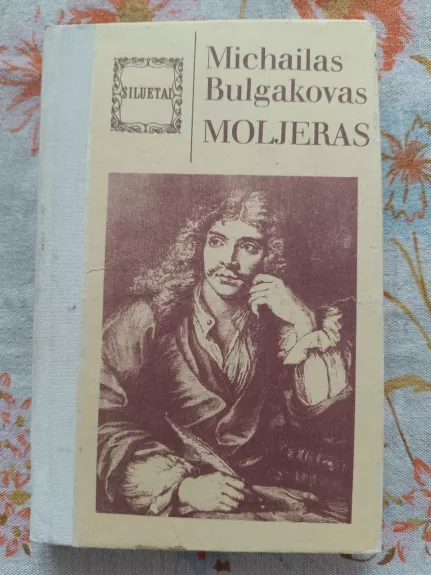 SILUETAI
Michailas
Bulgakovas
MOLJERAS